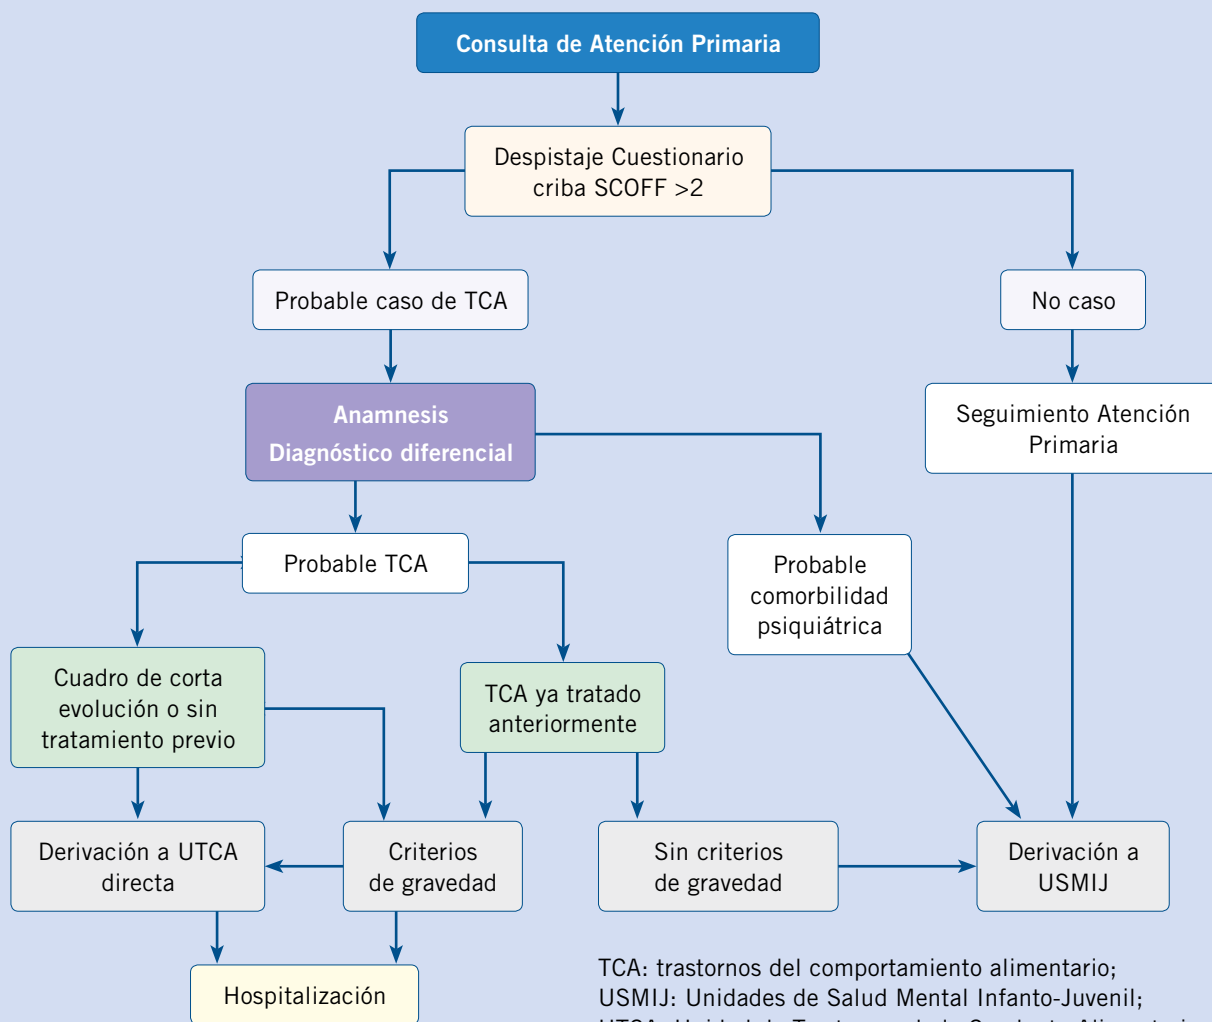 Consulta de Atención Primaria
Despistaje Cuestionario
criba SCOFF >2
Probable caso de TCA
No caso
Anamnesis
Diagnóstico diferencial
Seguimiento Atención
Primaria
Probable TCA
Probable
comorbilidad
psiquiátrica
Cuadro de corta
evolución o sin
tratamiento previo
TCA ya tratado
anteriormente
Derivación a UTCA
directa
Criterios
de gravedad
Sin criterios
de gravedad
Derivación a
USMIJ
Hospitalización
TCA: trastornos del comportamiento alimentario;
USMIJ: Unidades de Salud Mental Infanto-Juvenil;